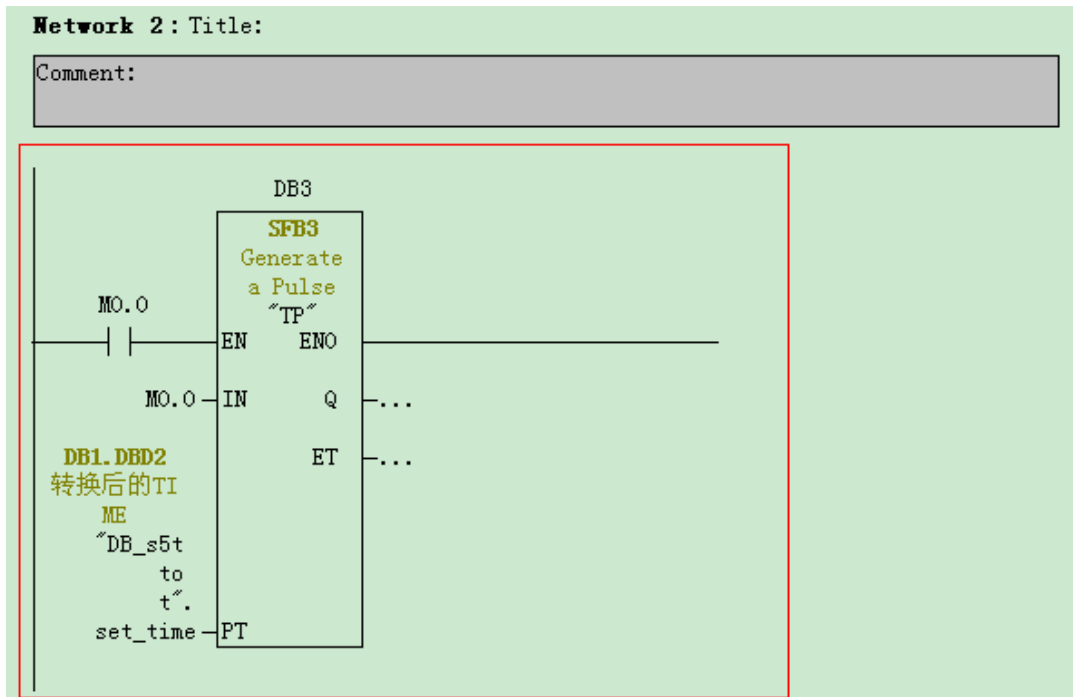 Network 2: Title:
Comment:
DB3
SFB3
Generate
a Pulse
"TP"
M0.0
EN ENO
M0.0 IN Q ...
DB1.DBD2 ET ...
转换后的TI
ME
"DB_s5t
to
t".
set_time PT